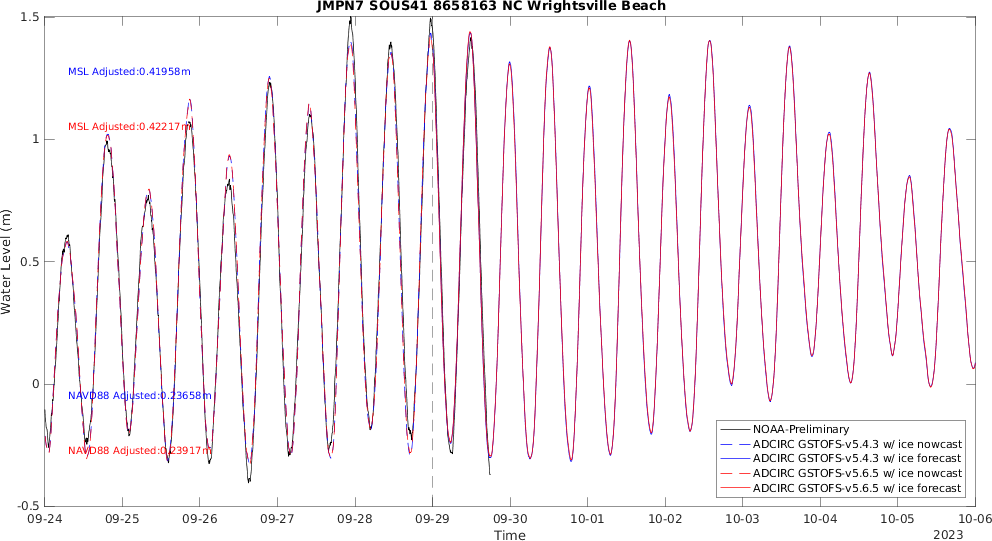 JMPN7 SOUS41 8658163 NC Wrightsville Beach
1.5
1
0.5
0
-0.5
Water Level (m)
MSL Adjusted:0.41958m
MSL Adjusted:0.42217m
NAVD88 Adjusted:0.23658m
NAVD88 Adjusted:0.23917m
NOAA-Preliminary
ADCIRC GSTOFS-v5.4.3 w/ ice nowcast
ADCIRC GSTOFS-v5.4.3 w/ ice forecast
ADCIRC GSTOFS-v5.6.5 w/ ice nowcast
ADCIRC GSTOFS-v5.6.5 w/ ice forecast
09-24 09-25 09-26 09-27 09-28 09-29 09-30 10-01 10-02 10-03 10-04 10-05 10-06
Time
2023